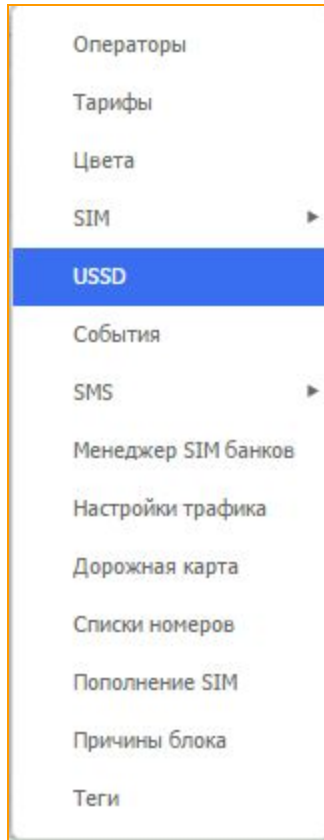 Операторы
Тарифы
Цвета
SIM
USSD
События
SMS
Менеджер SIM банков
Настройки трафика
Дорожная карта
Списки номеров
Пополнение SIM
Причины блока
Теги